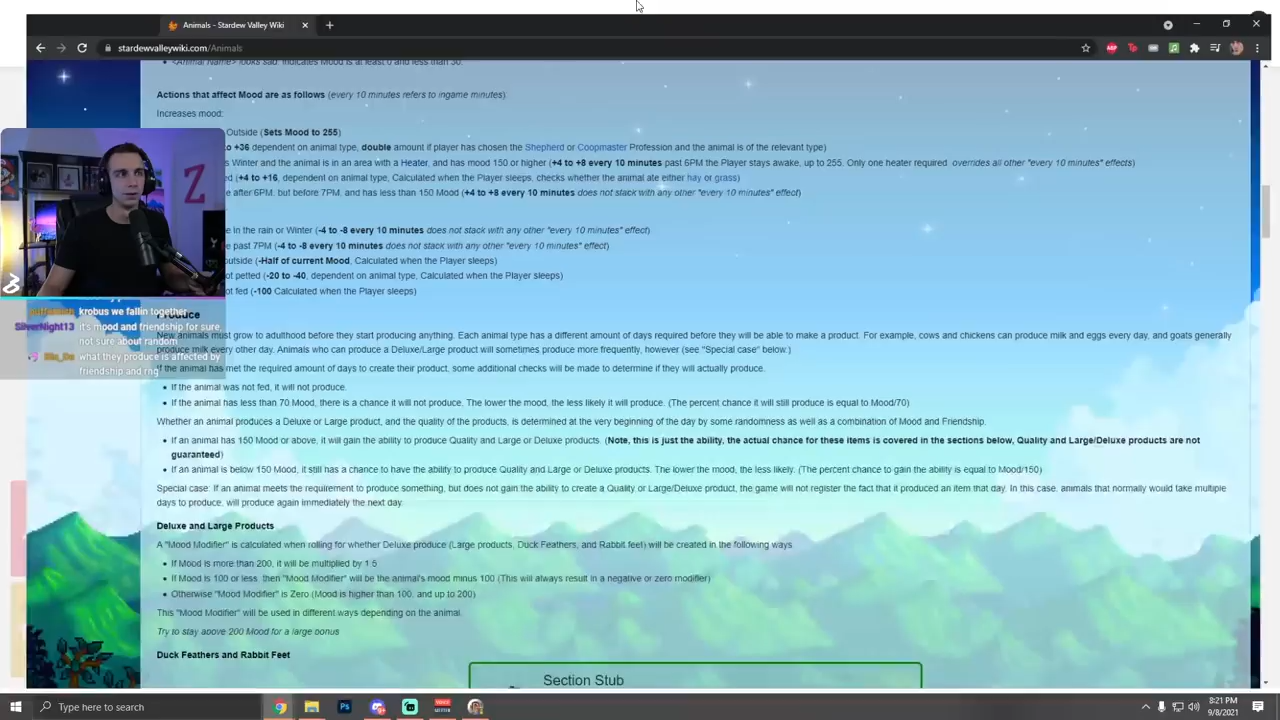 Animals - Stardew Valley Wiki
stardewvalleywiki.com/Animals
<Animal Name> looks sad. Indicates Mood is at least 0 and less than 30.
Actions that affect Mood are as follows (every 10 minutes refers to ingame minutes):
Increases mood:
Outside (Sets Mood to 255)
o +36 dependent on animal type, double amount if player has chosen the Shepherd or Coopmaster Profession and the animal is of the relevant type)
s Winter and the animal is in an area with a Heater, and has mood 150 or higher (+4 to +8 every 10 minutes past 6PM the Player stays awake, up to 255. Only one heater required. overrides all other "every 10 minutes" effects)
ed (+4 to +16, dependent on animal type, Calculated when the Player sleeps, checks whether the animal ate either hay or grass)
e after 6PM, but before 7PM, and has less than 150 Mood (+4 to +8 every 10 minutes does not stack with any other "every 10 minutes" effect)
e in the rain or Winter (-4 to -8 every 10 minutes does not stack with any other "every 10 minutes" effect)
e past 7PM (-4 to -8 every 10 minutes does not stack with any other "every 10 minutes" effect)
outside (-Half of current Mood, Calculated when the Player sleeps)
ot petted (-20 to -40, dependent on animal type, Calculated when the Player sleeps)
ot fed (-100 Calculated when the Player sleeps)
krobus we fallin together
SilverNight13 it's mood and friendship for sure, not sure about random
what they produce is affected by friendship and rng
Produce
New animals must grow to adulthood before they start producing anything. Each animal type has a different amount of days required before they will be able to make a product. For example, cows and chickens can produce milk and eggs every day, and goats generally
produce milk every other day. Animals who can produce a Deluxe/Large product will sometimes produce more frequently, however (see "Special case" below.)
If the animal has met the required amount of days to create their product, some additional checks will be made to determine if they will actually produce.
If the animal was not fed, it will not produce.
If the animal has less than 70 Mood, there is a chance it will not produce. The lower the mood, the less likely it will produce. (The percent chance it will still produce is equal to Mood/70)
Whether an animal produces a Deluxe or Large product, and the quality of the products, is determined at the very beginning of the day by some randomness as well as a combination of Mood and Friendship.
If an animal has 150 Mood or above, it will gain the ability to produce Quality and Large or Deluxe products. (Note, this is just the ability, the actual chance for these items is covered in the sections below, Quality and Large/Deluxe products are not
guaranteed)
If an animal is below 150 Mood, it still has a chance to have the ability to produce Quality and Large or Deluxe products. The lower the mood, the less likely. (The percent chance to gain the ability is equal to Mood/150)
Special case: If an animal meets the requirement to produce something, but does not gain the ability to create a Quality or Large/Deluxe product, the game will not register the fact that it produced an item that day. In this case, animals that normally would take multiple
days to produce, will produce again immediately the next day.
Deluxe and Large Products
A "Mood Modifier" is calculated when rolling for whether Deluxe produce (Large products, Duck Feathers, and Rabbit feet) will be created in the following ways
If Mood is more than 200, it will be multiplied by 1.5
If Mood is 100 or less, then "Mood Modifier" will be the animal's mood minus 100 (This will always result in a negative or zero modifier)
Otherwise "Mood Modifier" is Zero (Mood is higher than 100, and up to 200)
This "Mood Modifier" will be used in different ways depending on the animal.
Try to stay above 200 Mood for a large bonus
Duck Feathers and Rabbit Feet
Section Stub
Type here to search
8:21 PM
9/8/2021